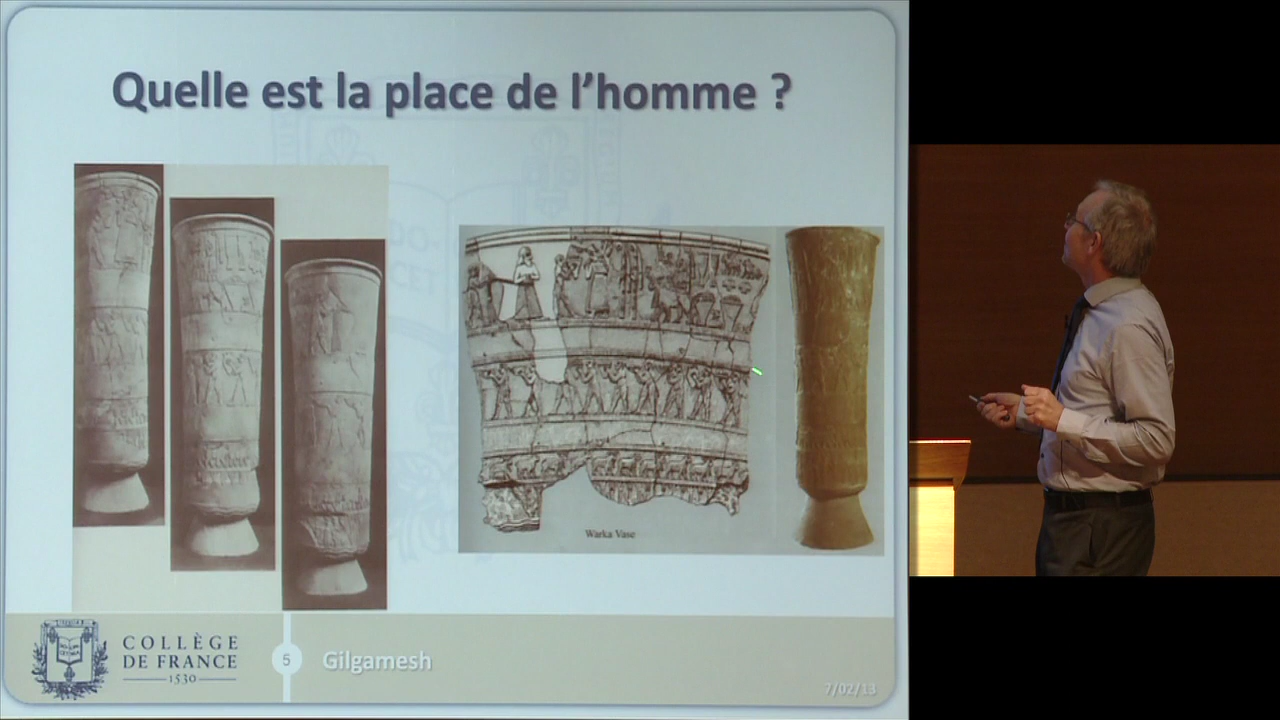 Quelle est la place de l'homme ?
Warka Vase
COLLÈGE
DE FRANCE
1530
5
Gilgamesh
7/02/13